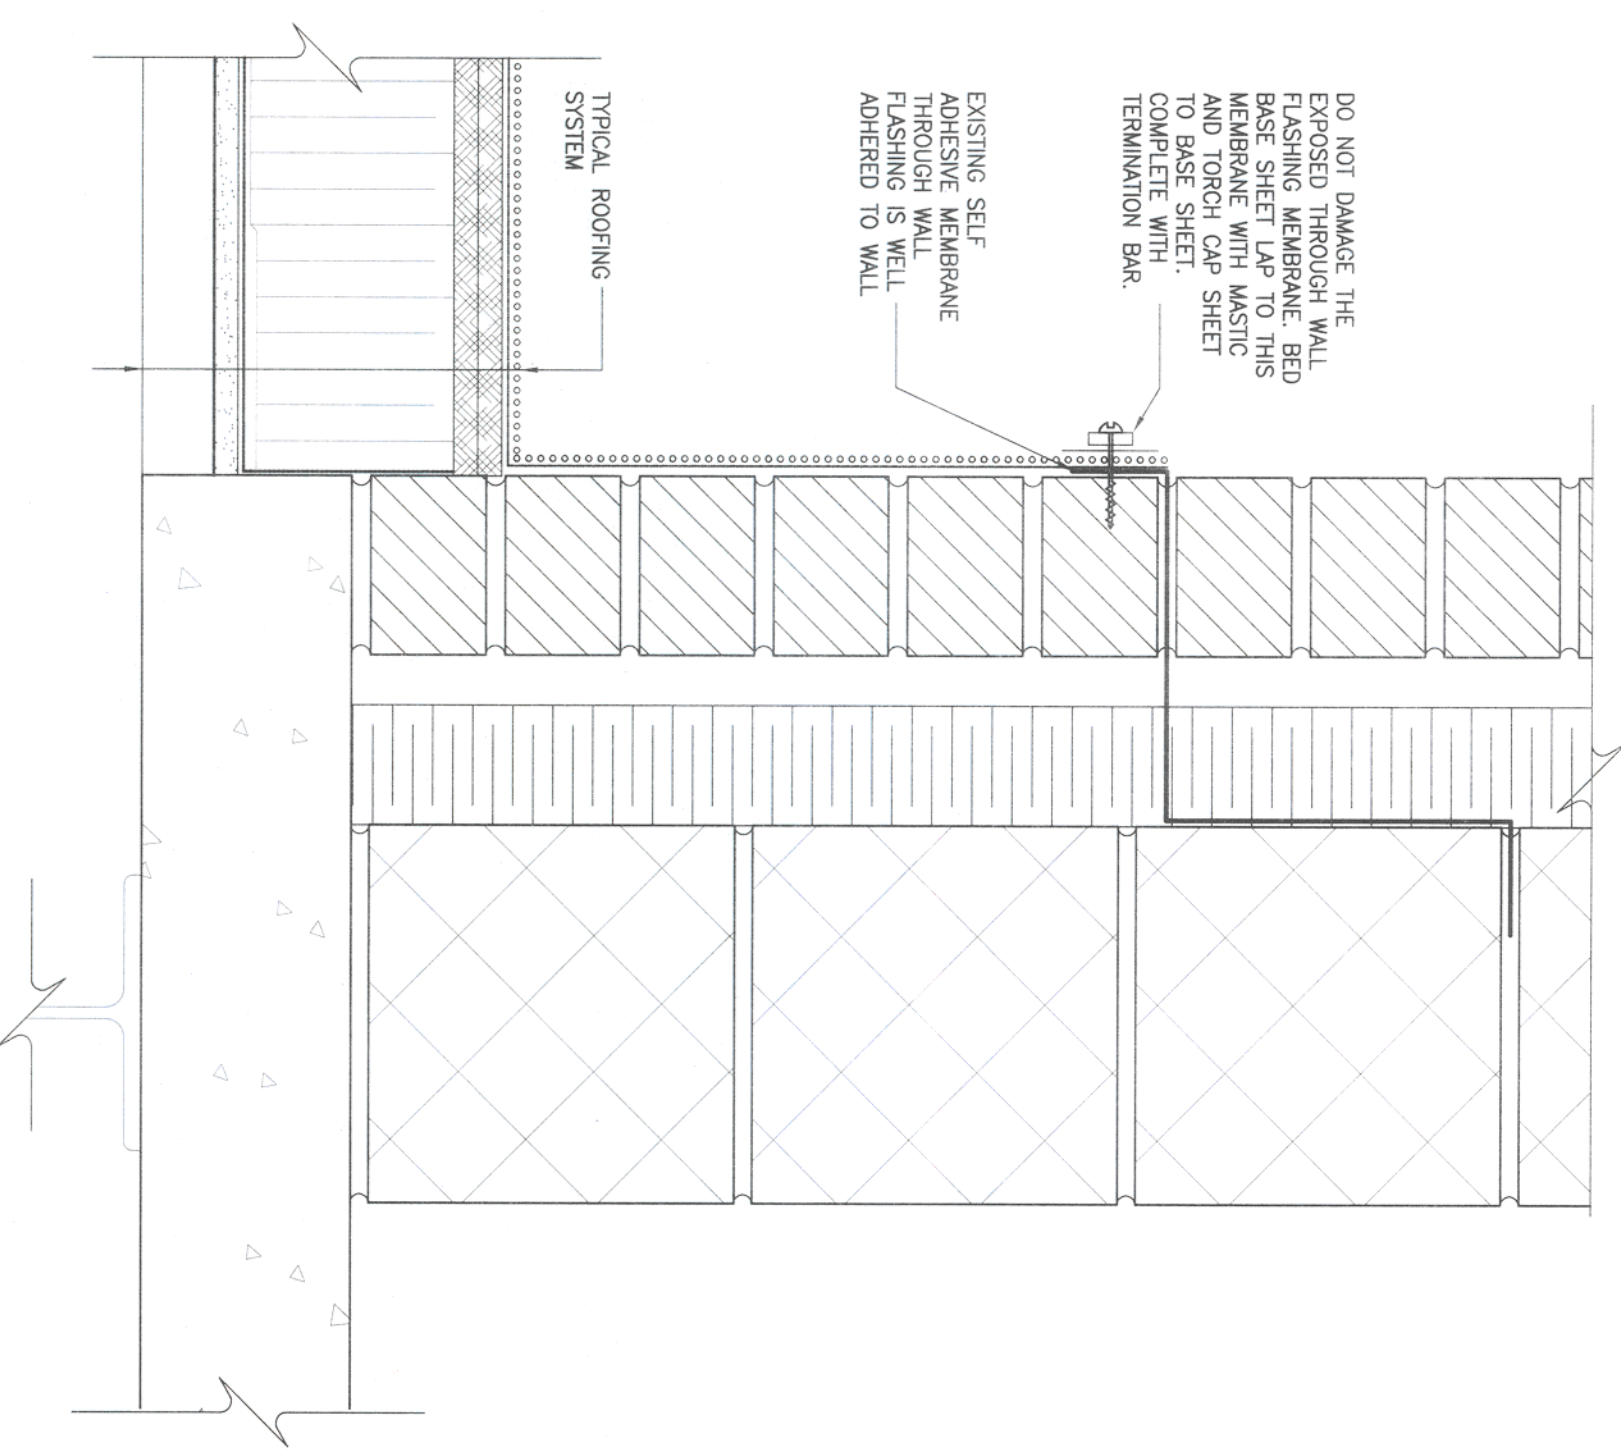 DO NOT DAMAGE THE
EXPOSED THROUGH WALL
FLASHING MEMBRANE. BED
BASE SHEET LAP TO THIS
MEMBRANE WITH MASTIC
AND TORCH CAP SHEET
TO BASE SHEET.
COMPLETE WITH
TERMINATION BAR.
EXISTING SELF
ADHESIVE MEMBRANE
THROUGH WALL
FLASHING IS WELL
ADHERED TO WALL
TYPICAL ROOFING
SYSTEM